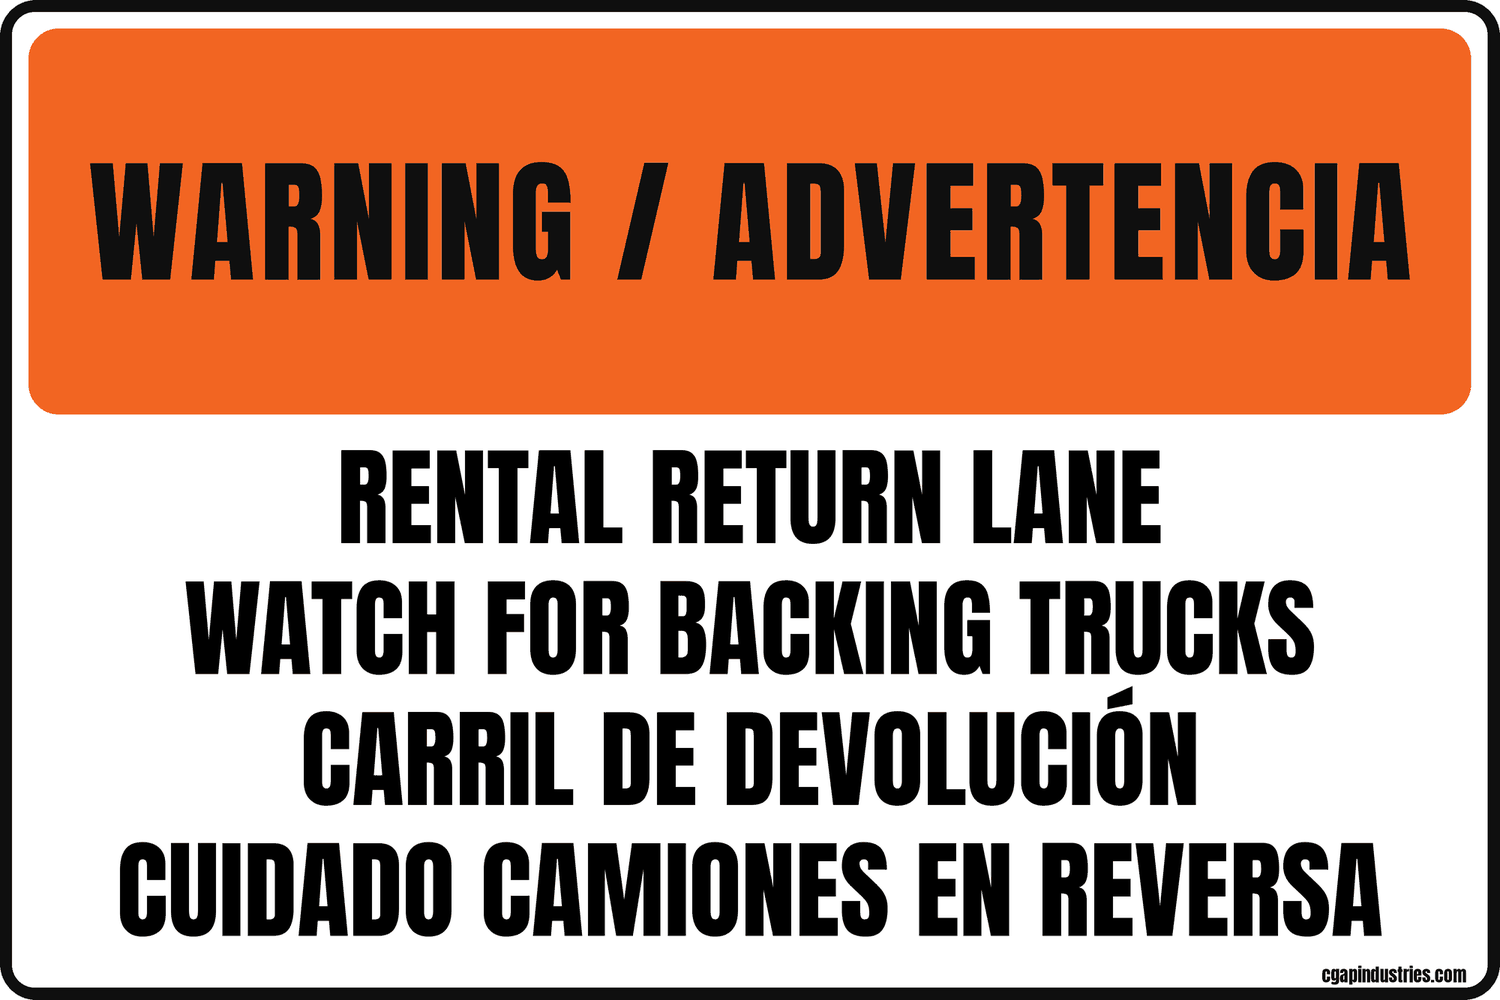 WARNING / ADVERTENCIA
RENTAL RETURN LANE
WATCH FOR BACKING TRUCKS
CARRIL DE DEVOLUCIÓN
CUIDADO CAMIONES EN REVERSA
cgapindustries.com